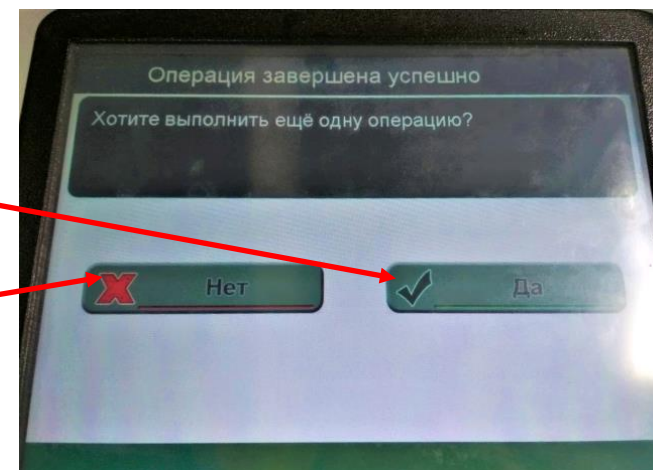 Операция завершена успешно
Хотите выполнить ещё одну операцию?
Нет
Да